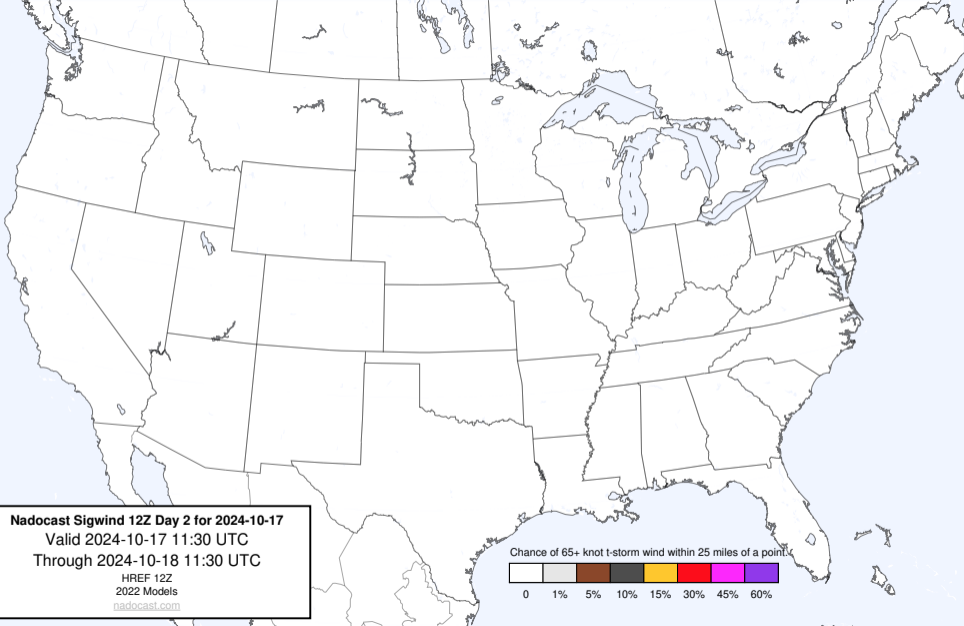 Nadocast Sigwind 12Z Day 2 for 2024-10-17
Valid 2024-10-17 11:30 UTC
Through 2024-10-18 11:30 UTC
HREF 12Z
2022 Models
nadocast.com
Chance of 65+ knot t-storm wind within 25 miles of a point.
0 1% 5% 10% 15% 30% 45% 60%